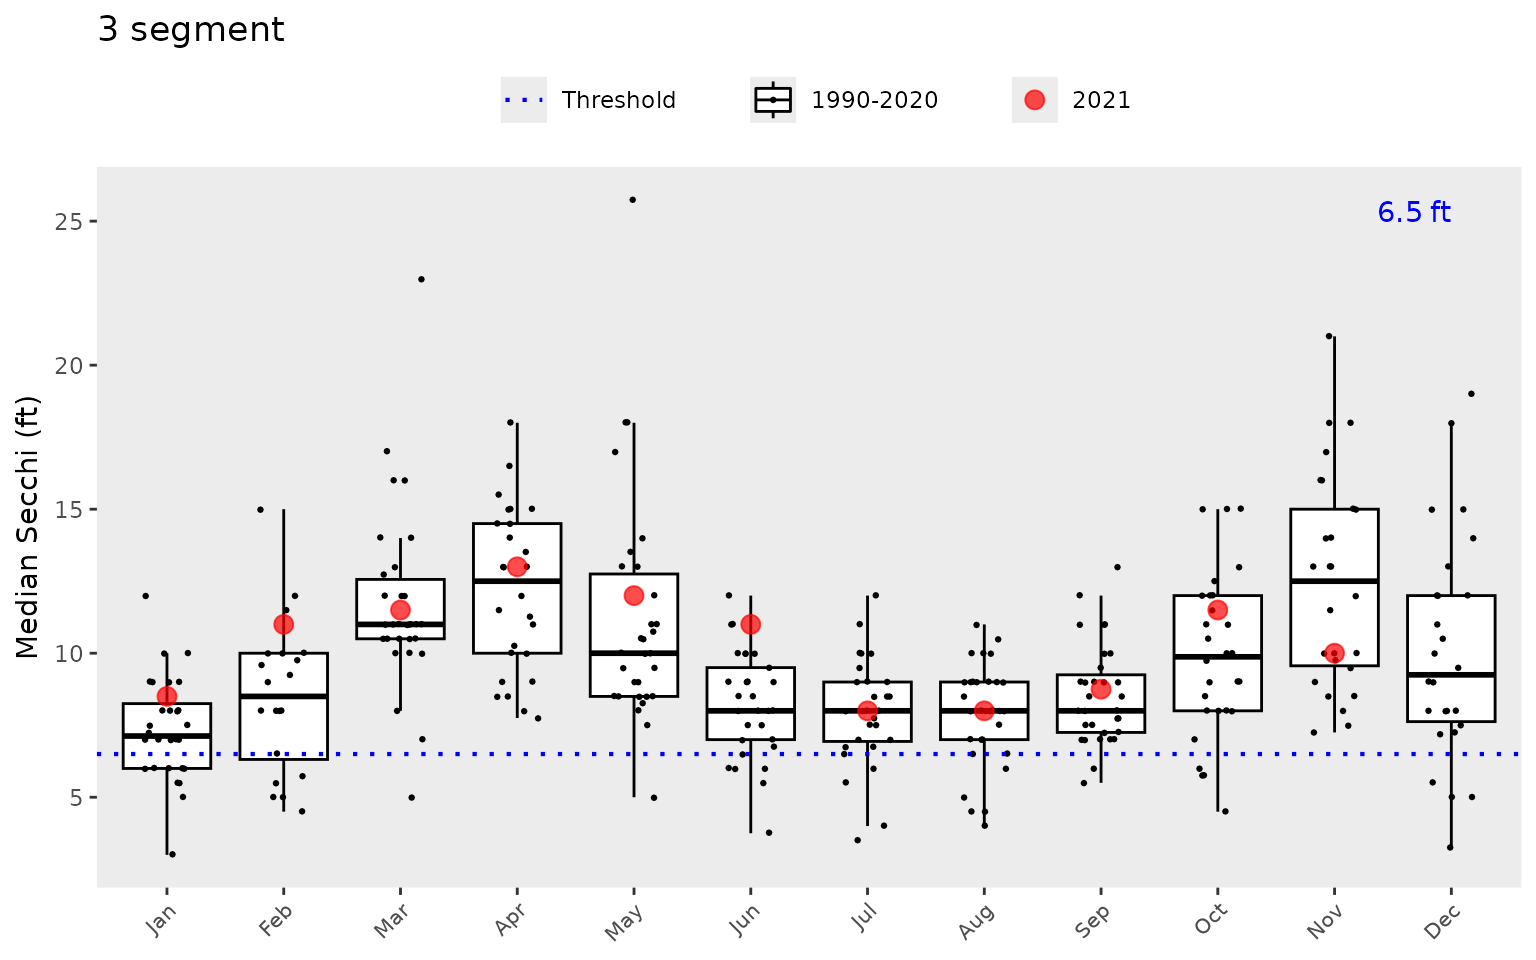 3 segment
Threshold 1990-2020 2021
6.5 ft
Median Secchi (ft)
25
20
15
10
5
Jan Feb Mar Apr May Jun Jul Aug Sep Oct Nov Dec